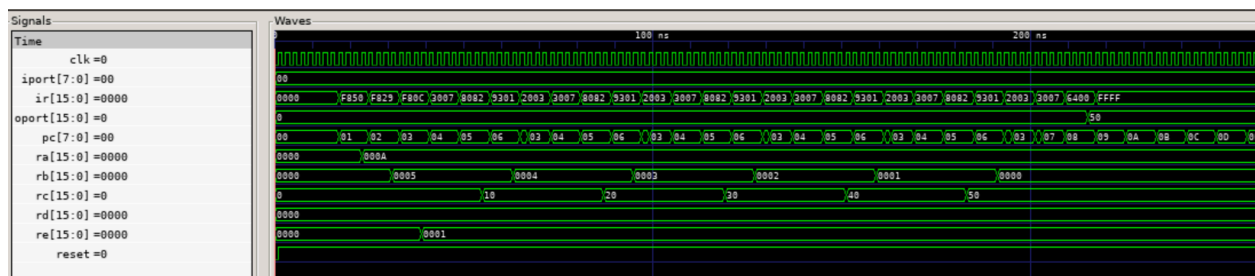 Signals Waves
Time 0 100 ns 200 ns
clk =0
iport[7:0] =00 00
ir[15:0] =0000 0000 F850 F829 F80C 3007 8082 9301 2003 3007 8082 9301 2003 3007 8082 9301 2003 3007 8082 9301 2003 3007 8082 9301 2003 3007 6400 FFFF
oport[15:0] =0 0 50
pc[7:0] =00 00 01 02 03 04 05 06 03 04 05 06 03 04 05 06 03 04 05 06 03 04 05 06 03 07 08 09 0A 0B 0C 0D
ra[15:0] =0000 0000 000A
rb[15:0] =0000 0000 0005 0004 0003 0002 0001 0000
rc[15:0] =0 0 10 20 30 40 50
rd[15:0] =0000 0000
re[15:0] =0000 0000 0001
reset =0